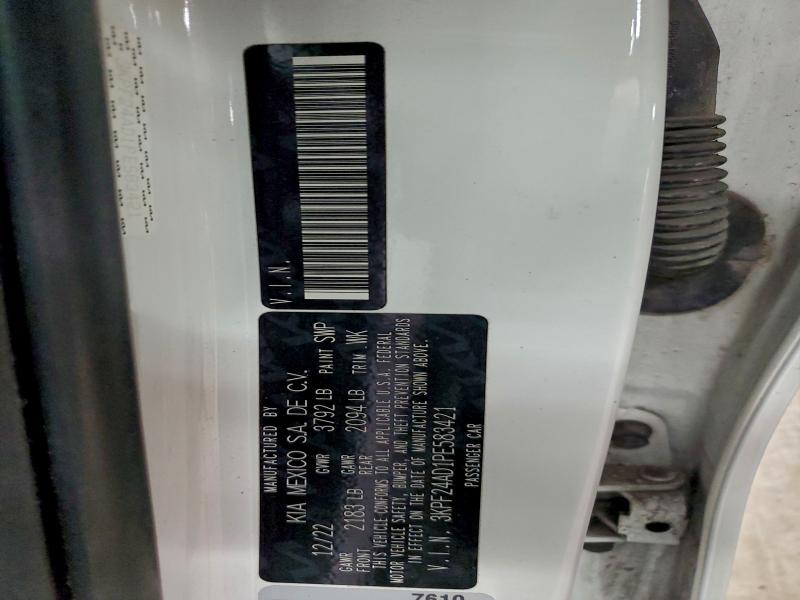 V.I.N.
MANUFACTURED BY
KIA MEXICO S.A. DE C.V.
12/22 GVWR 3792 LB PAINT SWP
GAWR FRONT 2183 LB GAWR REAR 2094 LB TRIM WK
THIS VEHICLE CONFORMS TO ALL APPLICABLE U.S.A. FEDERAL
MOTOR VEHICLE SAFETY, BUMPER, AND THEFT PREVENTION STANDARDS
IN EFFECT ON THE DATE OF MANUFACTURE SHOWN ABOVE.
V.I.N. 3KPF24AD1PE583421
PASSENGER CAR
7610